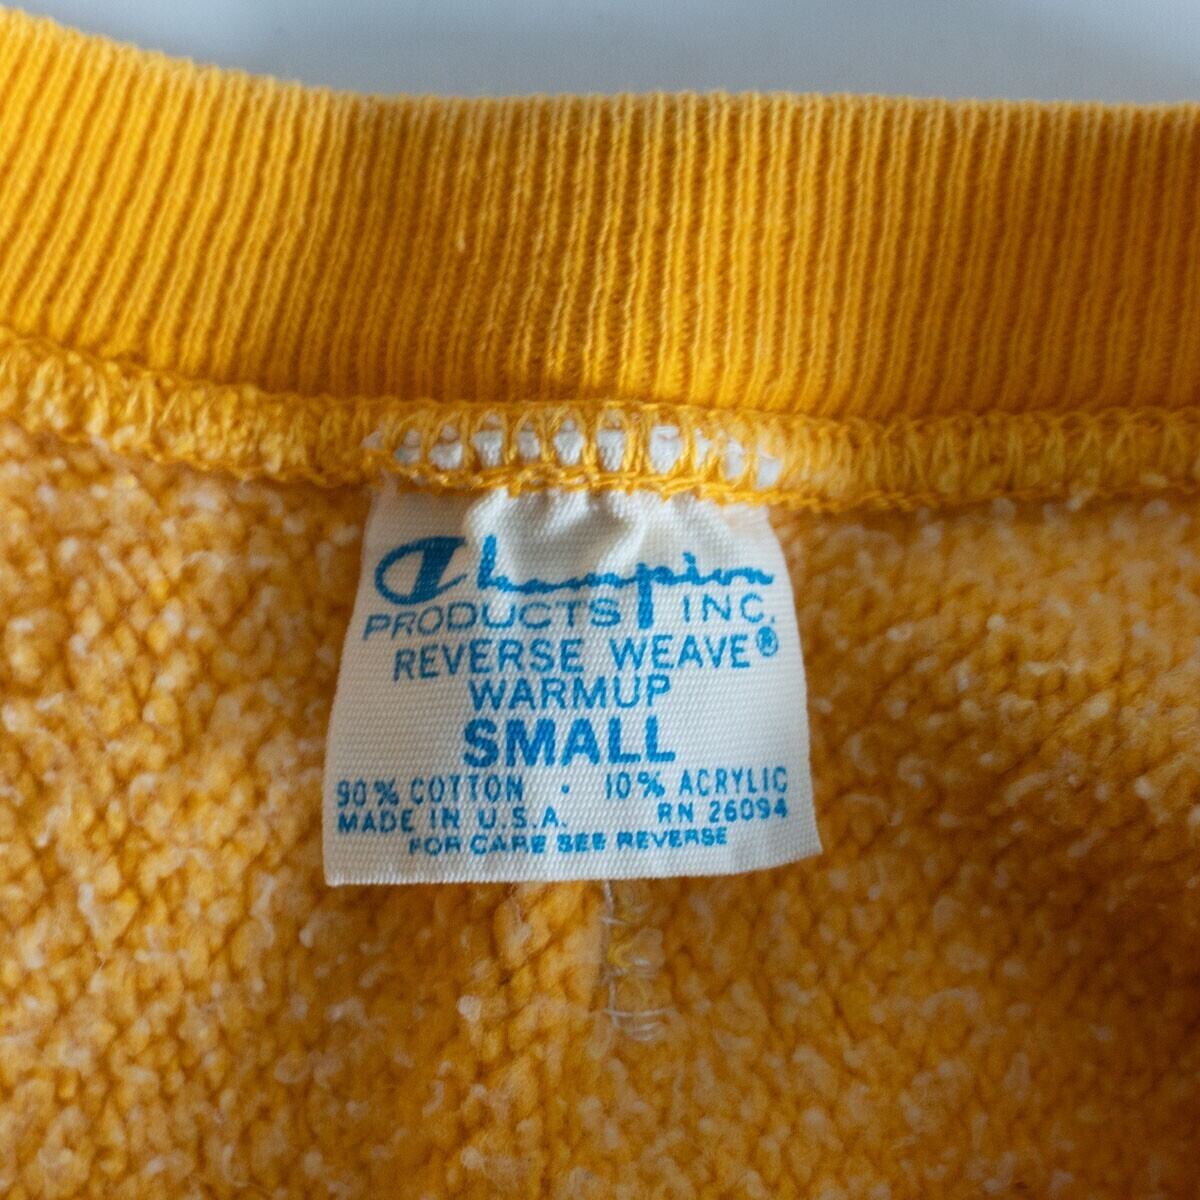 Champion
PRODUCTS INC.
REVERSE WEAVE®
WARMUP
SMALL
90% COTTON · 10% ACRYLIC
MADE IN U.S.A. RN 26094
FOR CARE SEE REVERSE